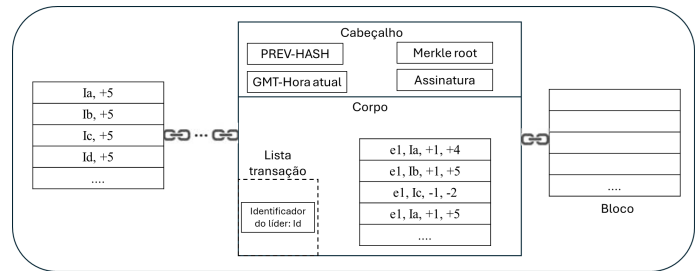 Cabeçalho
PREV-HASH
Merkle root
GMT-Hora atual
Assinatura
Corpo
Ia, +5
Ib, +5
Ic, +5
Id, +5
....
...
Lista
transação
Identificador
do líder: Id
e1, Ia, +1, +4
e1, Ib, +1, +5
e1, Ic, -1, -2
e1, Ia, +1, +5
....
....
Bloco